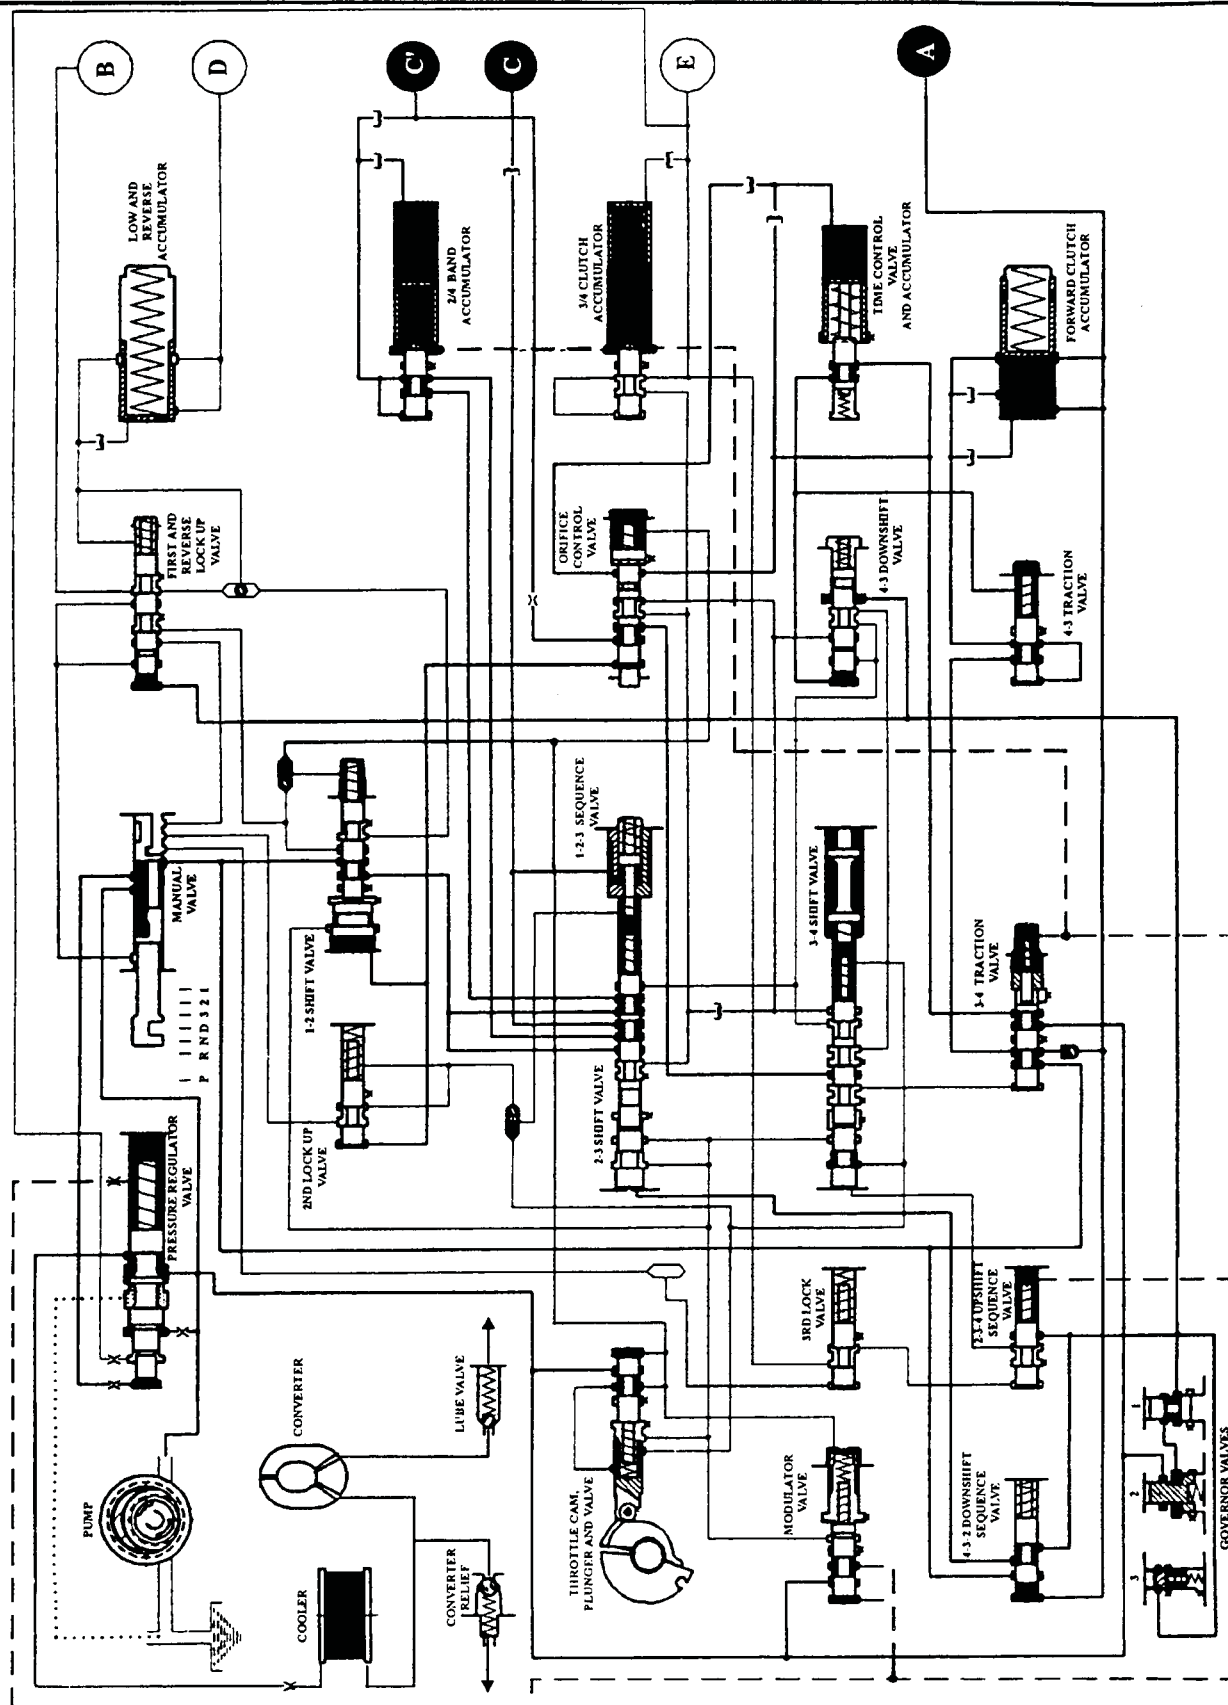 B
D
C'
C
E
A
LOW AND
REVERSE
ACCUMULATOR
2/4 BAND
ACCUMULATOR
3/4 CLUTCH
ACCUMULATOR
TIME CONTROL
VALVE
AND ACCUMULATOR
FORWARD CLUTCH
ACCUMULATOR
FIRST AND
REVERSE
LOCK UP
VALVE
ORIFICE
CONTROL
VALVE
4-3 DOWNSHIFT
VALVE
4-3 TRACTION
VALVE
MANUAL
VALVE
P R N D 3 2 1
1-2 SHIFT VALVE
1-2-3 SEQUENCE
VALVE
3-4 SHIFT VALVE
3-4 TRACTION
VALVE
PRESSURE REGULATOR
VALVE
2ND LOCK UP
VALVE
2-3 SHIFT VALVE
3RD LOCK
VALVE
2-3-4 UPSHIFT
SEQUENCE
VALVE
PUMP
CONVERTER
LUBE VALVE
COOLER
CONVERTER
RELIEF
THROTTLE CAM,
PLUNGER AND VALVE
MODULATOR
VALVE
4-3-2 DOWNSHIFT
SEQUENCE
VALVE
3
2
1
GOVERNOR VALVES